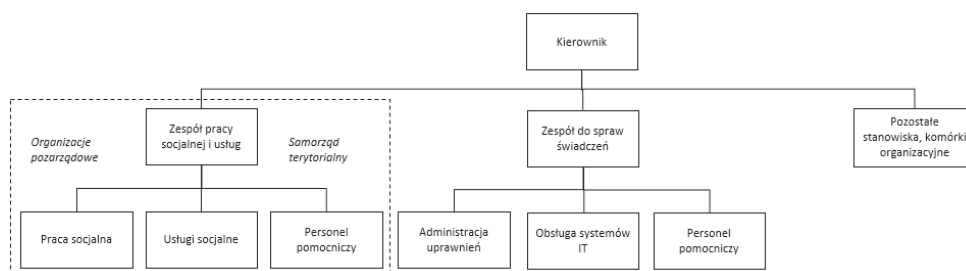 Kierownik
Organizacje
pozarządowe
Zespół pracy
socjalnej i usług
Samorząd
terytorialny
Zespół do spraw
świadczeń
Pozostałe
stanowiska, komórki
organizacyjne
Praca socjalna
Usługi socjalne
Personel
pomocniczy
Administracja
uprawnień
Obsługa systemów
IT
Personel
pomocniczy